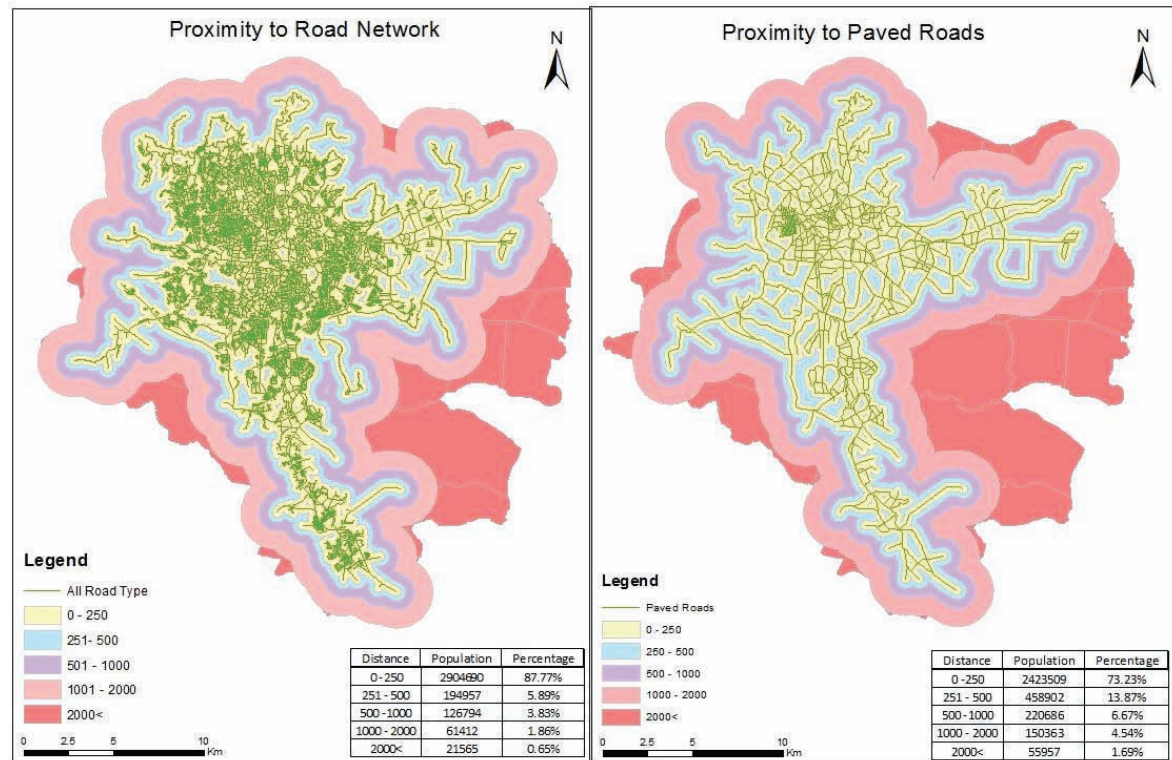 Proximity to Road Network
N
Legend
All Road Type
0 - 250
251- 500
501 - 1000
1001 - 2000
2000<
0 2.5 5 10
Km
Distance Population Percentage
0-250 2904690 87.77%
251 - 500 194957 5.89%
500 -1000 126794 3.83%
1000 - 2000 61412 1.86%
2000< 21565 0.65%
Proximity to Paved Roads
N
Legend
Paved Roads
0 - 250
250 - 500
500 - 1000
1000 - 2000
2000<
0 2.5 5 10
Km
Distance Population Percentage
0 -250 2423509 73.23%
251 - 500 458902 13.87%
500 -1000 220686 6.67%
1000 - 2000 150363 4.54%
2000< 55957 1.69%